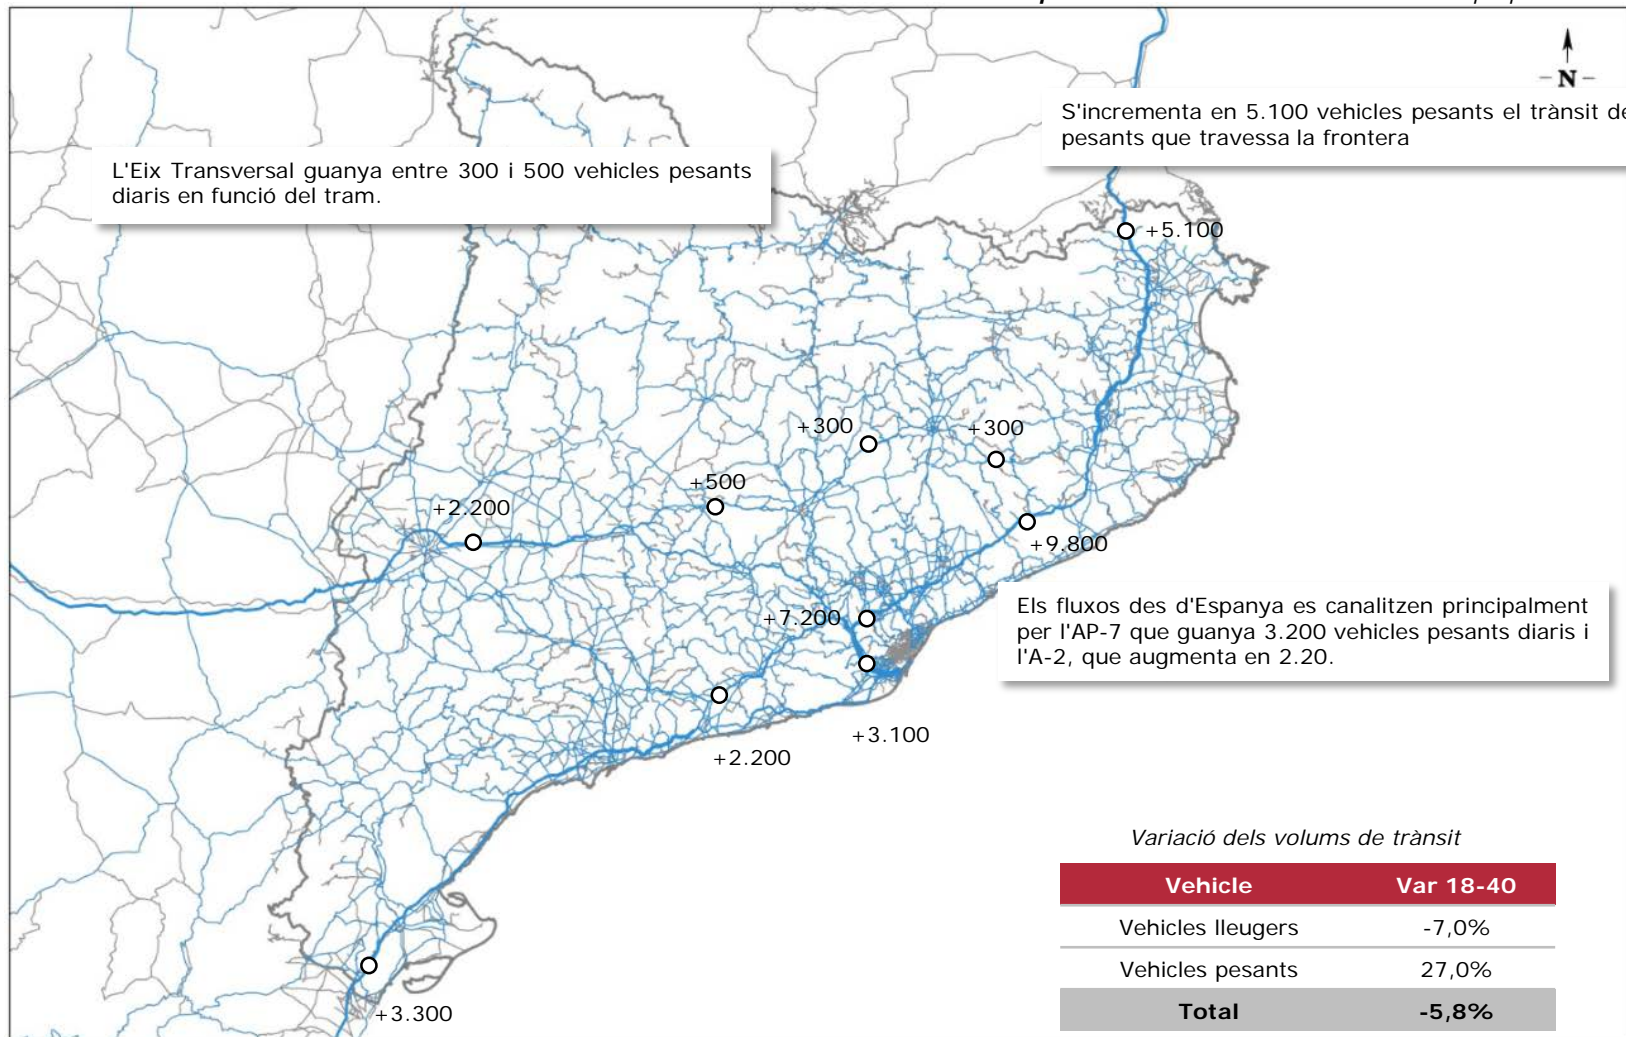 N
S'incrementa en 5.100 vehicles pesants el trànsit de
pesants que travessa la frontera
L'Eix Transversal guanya entre 300 i 500 vehicles pesants
diaris en funció del tram.
+5.100
+300
+300
+500
+2.200
+9.800
+7.200
Els fluxos des d'Espanya es canalitzen principalment
per l'AP-7 que guanya 3.200 vehicles pesants diaris i
l'A-2, que augmenta en 2.20.
+3.100
+2.200
+3.300
Variació dels volums de trànsit
Vehicle Var 18-40
Vehicles lleugers -7,0%
Vehicles pesants 27,0%
Total -5,8%